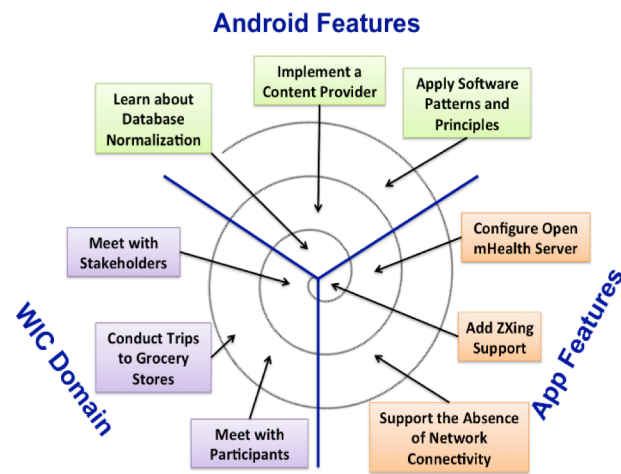 Android Features
Implement a
Content Provider
Apply Software
Patterns and
Principles
Learn about
Database
Normalization
Meet with
Stakeholders
Configure Open
mHealth Server
WIC Domain
Conduct Trips
to Grocery
Stores
Add ZXing
Support
App Features
Meet with
Participants
Support the Absence
of Network
Connectivity